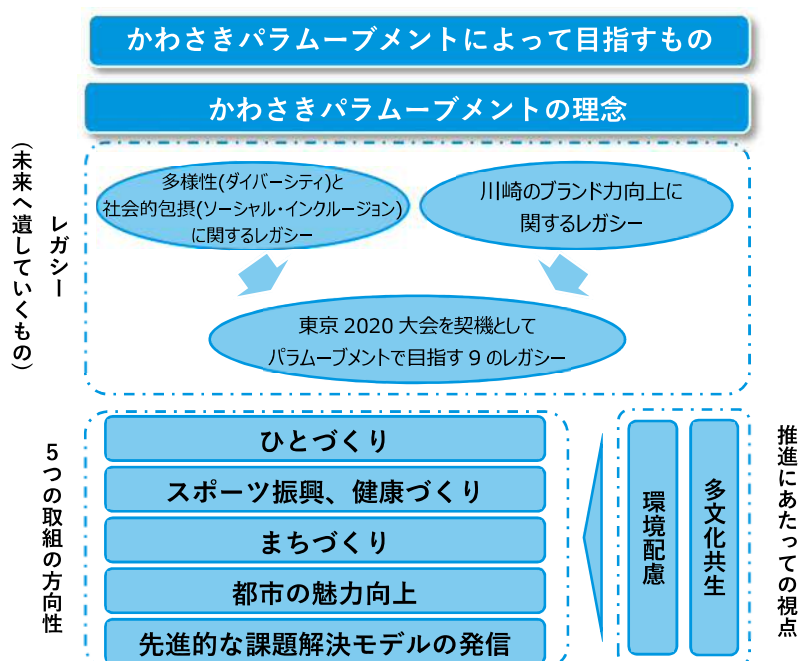 かわさきパラムーブメントによって目指すもの
かわさきパラムーブメントの理念
レガシー
(未来へ遺していくもの)
多様性(ダイバーシティ)と
社会的包摂(ソーシャル・インクルージョン)
に関するレガシー
川崎のブランド力向上に
関するレガシー
東京 2020 大会を契機として
パラムーブメントで目指す 9 のレガシー
5つの取組の方向性
ひとづくり
スポーツ振興、健康づくり
まちづくり
都市の魅力向上
先進的な課題解決モデルの発信
推進にあたっての視点
多文化共生
環境配慮